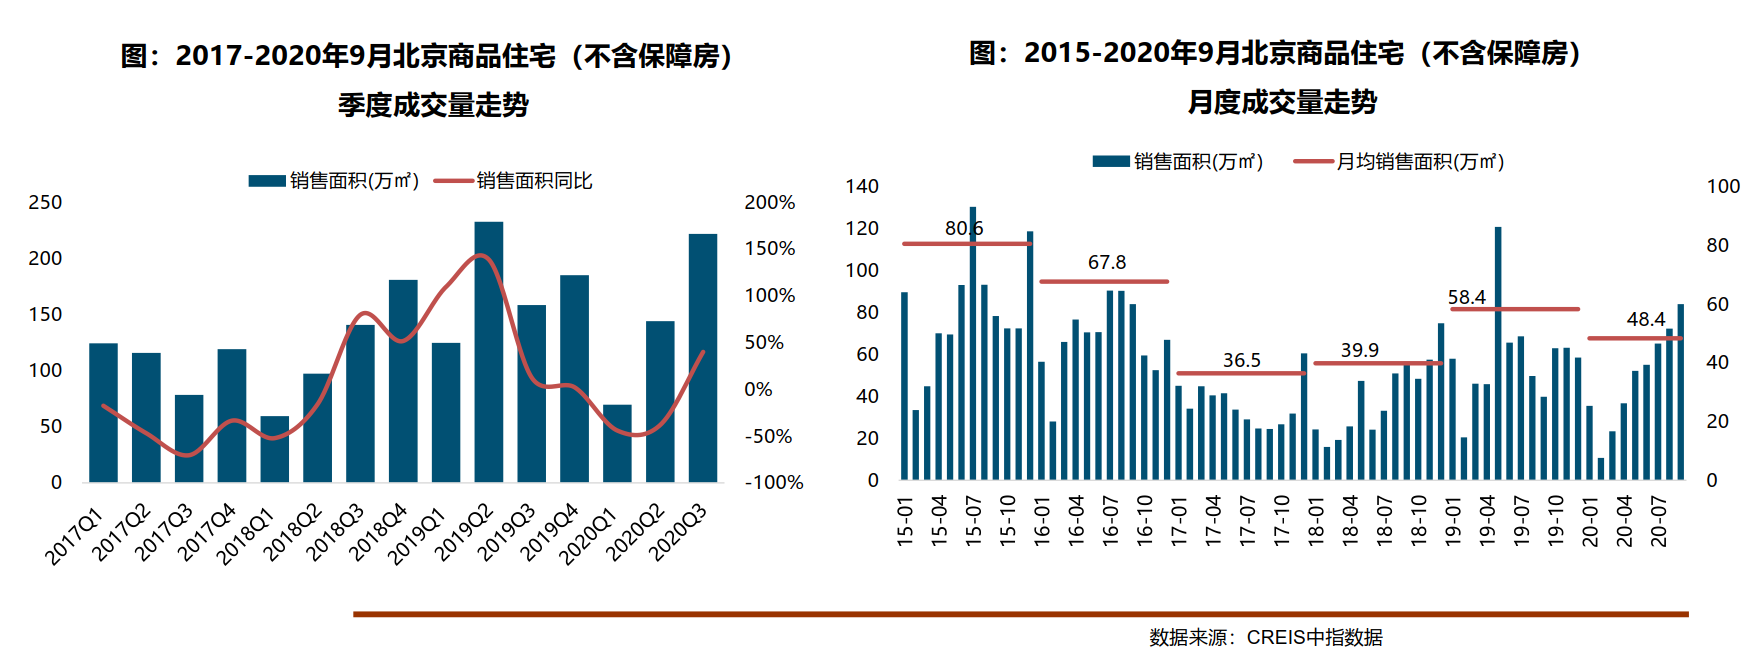 图：2017-2020年9月北京商品住宅（不含保障房）
季度成交量走势
销售面积(万㎡)
销售面积同比
250
200
150
100
50
0
200%
150%
100%
50%
0%
-50%
-100%
2017Q1
2017Q2
2017Q3
2017Q4
2018Q1
2018Q2
2018Q3
2018Q4
2019Q1
2019Q2
2019Q3
2019Q4
2020Q1
2020Q2
2020Q3
图：2015-2020年9月北京商品住宅（不含保障房）
月度成交量走势
销售面积(万㎡)
月均销售面积(万㎡)
140
120
100
80
60
40
20
0
100
80
60
40
20
0
80.6
67.8
36.5
39.9
58.4
48.4
15-01
15-04
15-07
15-10
16-01
16-04
16-07
16-10
17-01
17-04
17-07
17-10
18-01
18-04
18-07
18-10
19-01
19-04
19-07
19-10
20-01
20-04
20-07
数据来源：CREIS中指数据